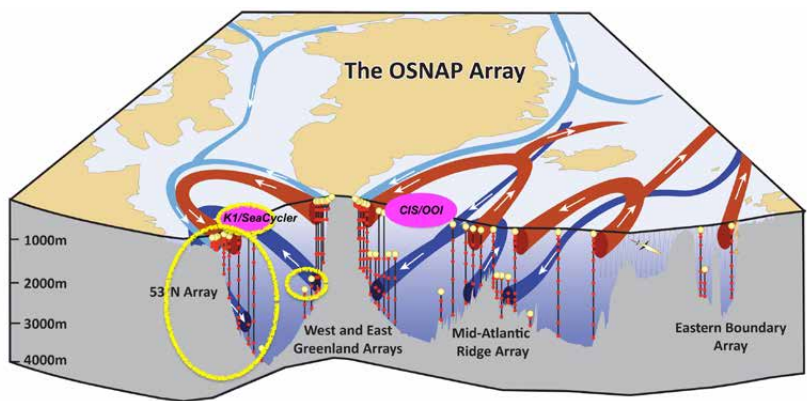 The OSNAP Array
K1/SeaCycler
CIS/OOI
1000m
2000m
3000m
4000m
53°N Array
West and East
Greenland Arrays
Mid-Atlantic
Ridge Array
Eastern Boundary
Array